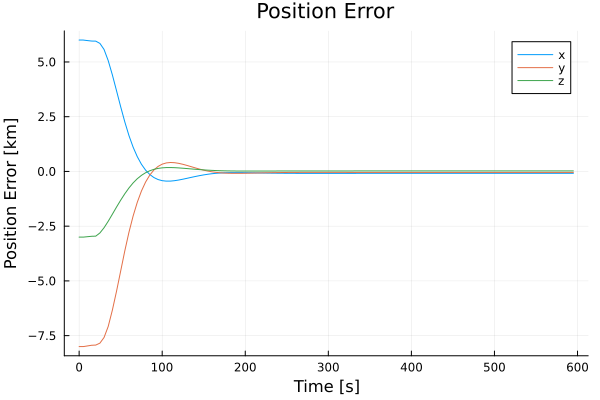 Position Error
x
y
z
5.0
2.5
0.0
−2.5
−5.0
−7.5
Position Error [km]
0 100 200 300 400 500 600
Time [s]